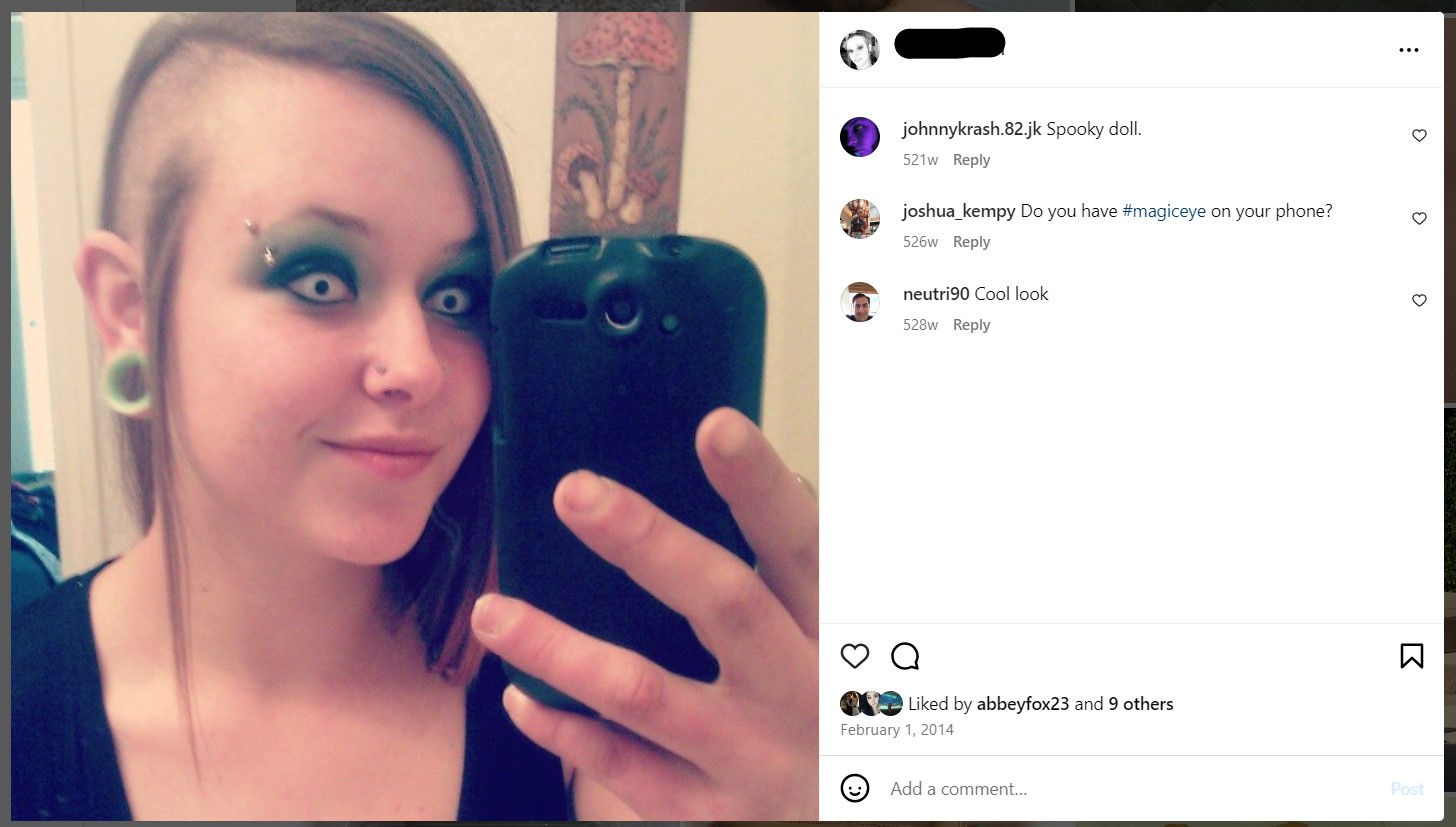 johnnykrash.82.jk Spooky doll.
521w Reply
joshua_kempy Do you have #magiceye on your phone?
526w Reply
neutri90 Cool look
528w Reply
Liked by abbeyfox23 and 9 others
February 1, 2014
Add a comment...
Post